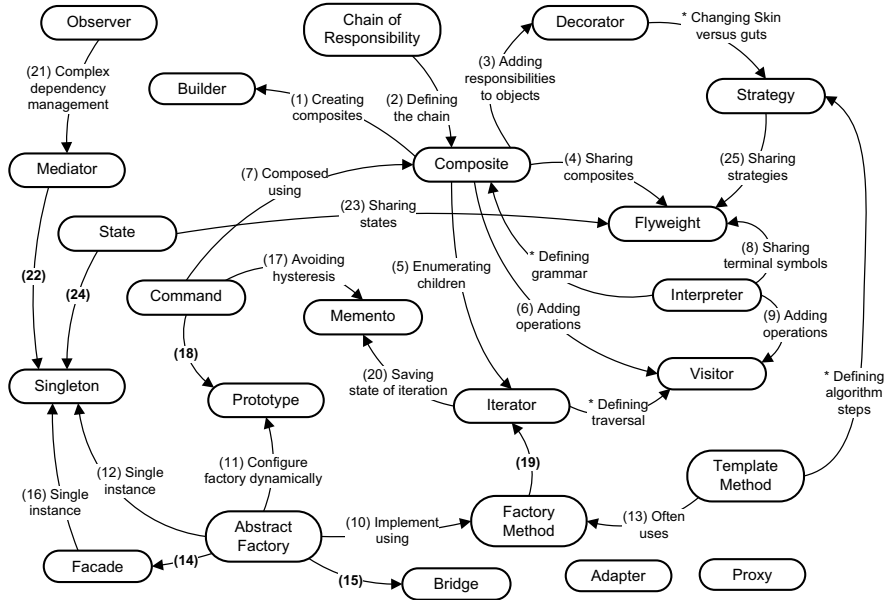 Observer
Chain of
Responsibility
Decorator
* Changing Skin
versus guts
(21) Complex
dependency
management
Builder
(1) Creating
composites
(2) Defining
the chain
(3) Adding
responsibilities
to objects
Strategy
Mediator
(7) Composed
using
Composite
(4) Sharing
composites
(25) Sharing
strategies
State
(23) Sharing
states
Flyweight
(22)
(24)
(17) Avoiding
hysteresis
(5) Enumerating
children
* Defining
grammar
(8) Sharing
terminal symbols
Command
Memento
Interpreter
(6) Adding
operations
(9) Adding
operations
(18)
Singleton
Prototype
(20) Saving
state of iteration
Iterator
* Defining
traversal
Visitor
* Defining
algorithm
steps
(16) Single
instance
(12) Single
instance
(11) Configure
factory dynamically
(19)
Template
Method
Abstract
Factory
(10) Implement
using
Factory
Method
(13) Often
uses
Facade
(14)
(15)
Bridge
Adapter
Proxy